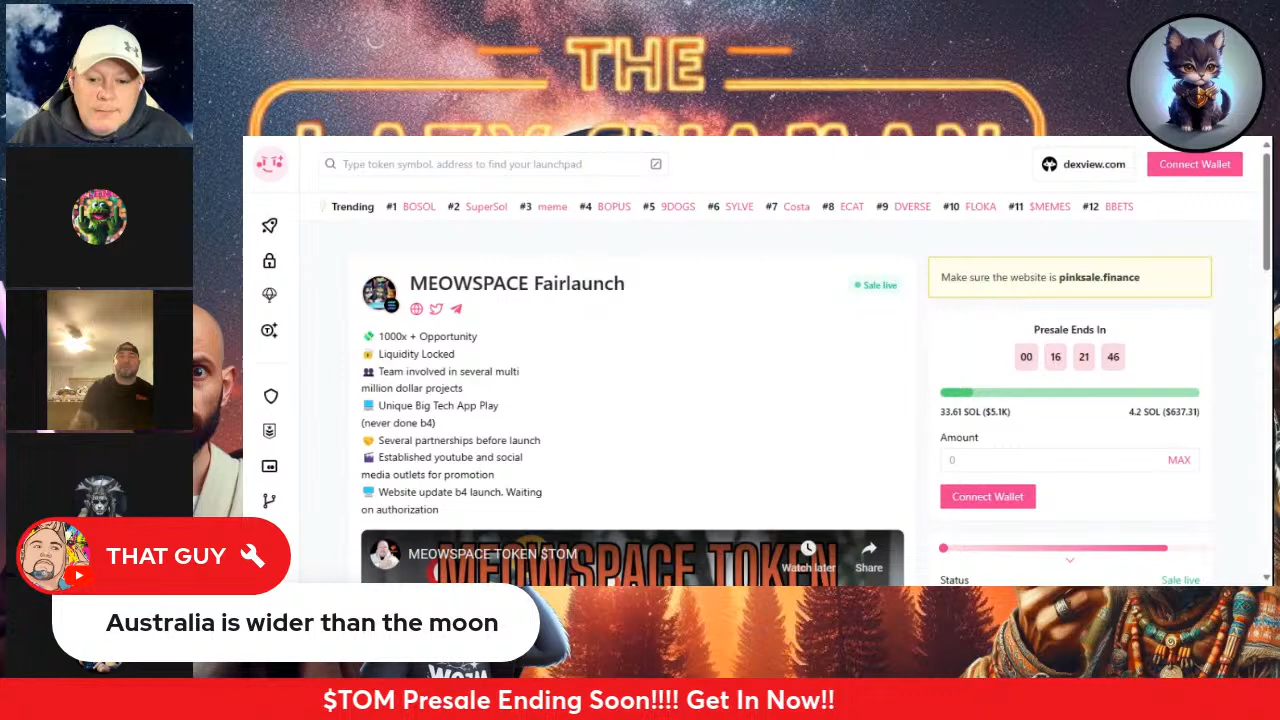 THE
LAZY SHAMAN
Type token symbol, address to find your launchpad
dexview.com
Connect Wallet
Trending #1 BOSOL #2 SuperSol #3 meme #4 BOPUS #5 9DOGS #6 SYLVE #7 Costa #8 ECAT #9 DVERSE #10 FLOKA #11 $MEMES #12 BBETS
MEOWSPACE Fairlaunch
Sale live
1000x + Opportunity
Liquidity Locked
Team involved in several multi
million dollar projects
Unique Big Tech App Play
(never done b4)
Several partnerships before launch
Established youtube and social
media outlets for promotion
Website update b4 launch. Waiting
on authorization
MEOWSPACE TOKEN $TOM
MEOWSPACE TOKEN
Watch later
Share
Make sure the website is pinksale.finance
Presale Ends In
00 16 21 46
33.61 SOL ($5.1K) 4.2 SOL ($637.31)
Amount
0 MAX
Connect Wallet
Status Sale live
THAT GUY
Australia is wider than the moon
$TOM Presale Ending Soon!!!! Get In Now!!